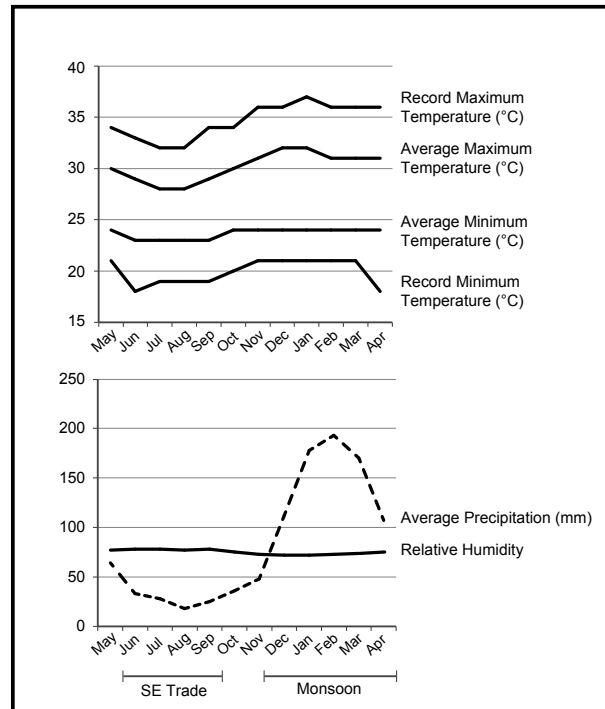 40
35
30
25
20
15
Record Maximum
Temperature (°C)
Average Maximum
Temperature (°C)
Average Minimum
Temperature (°C)
Record Minimum
Temperature (°C)
May Jun Jul Aug Sep Oct Nov Dec Jan Feb Mar Apr
250
200
150
100
50
0
Average Precipitation (mm)
Relative Humidity
May Jun Jul Aug Sep Oct Nov Dec Jan Feb Mar Apr
SE Trade Monsoon